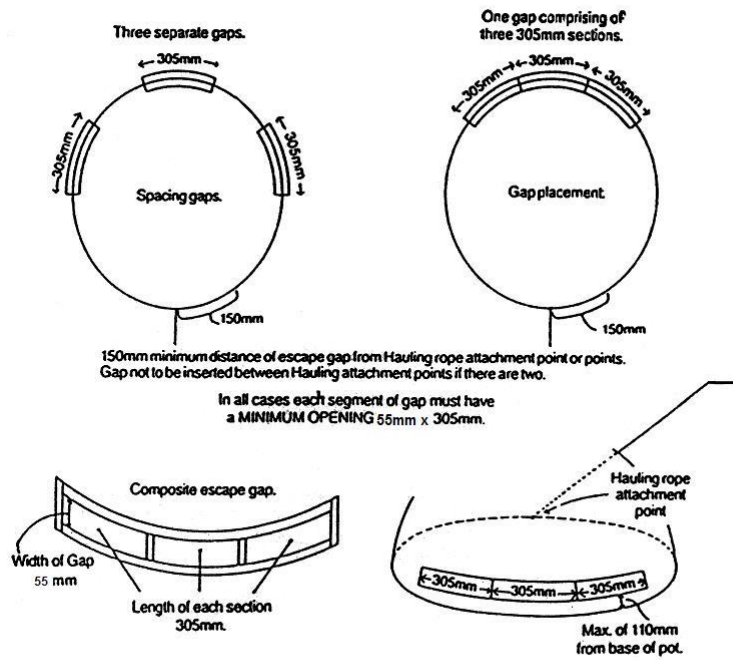 Three separate gaps.
305mm
305mm
305mm
Spacing gaps.
150mm
One gap comprising of
three 305mm sections.
305mm
305mm
305mm
Gap placement.
150mm
150mm minimum distance of escape gap from Hauling rope attachment point or points.
Gap not to be inserted between Hauling attachment points if there are two.
In all cases each segment of gap must have
a MINIMUM OPENING 55mm x 305mm.
Composite escape gap.
Width of Gap
55 mm
Length of each section
305mm.
Hauling rope
attachment
point
305mm
305mm
305mm
Max. of 110mm
from base of pot.